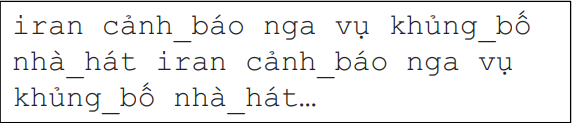 iran cảnh_báo nga vụ khủng_bố
nhà_hát iran cảnh_báo nga vụ
khủng_bố nhà_hát…